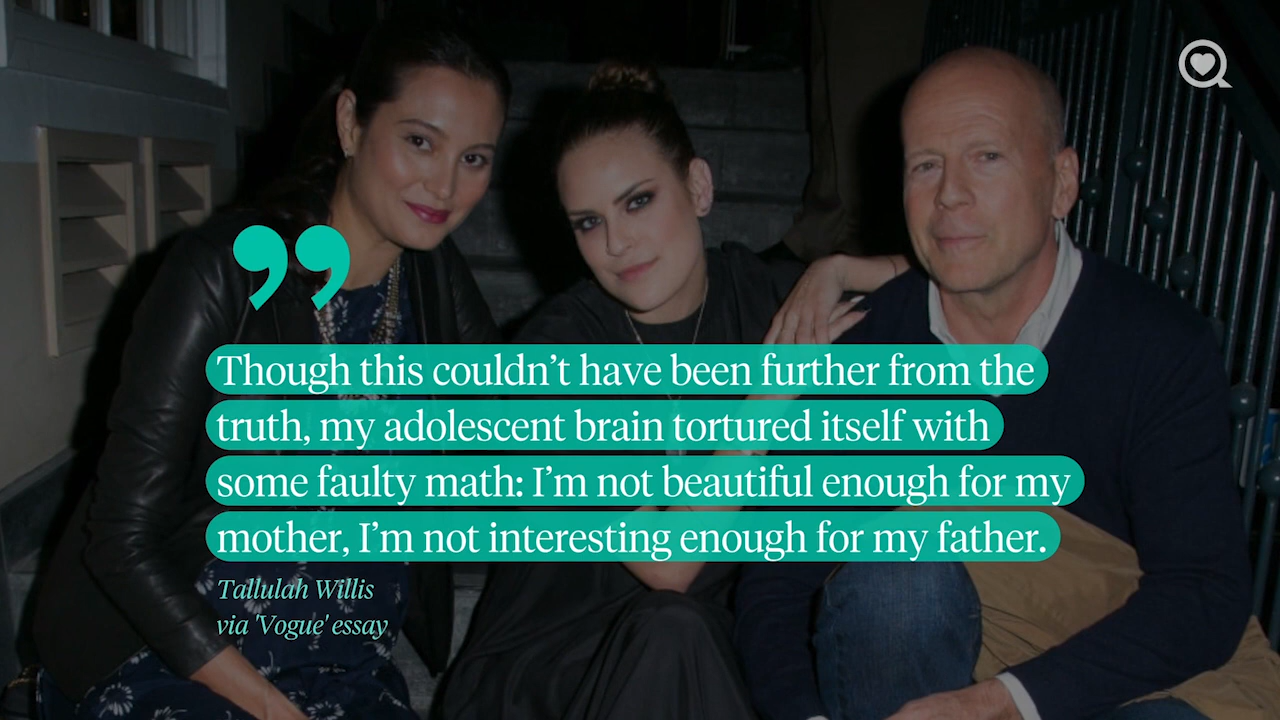 ”
Though this couldn’t have been further from the
truth, my adolescent brain tortured itself with
some faulty math: I’m not beautiful enough for my
mother, I’m not interesting enough for my father.
Tallulah Willis
via 'Vogue' essay